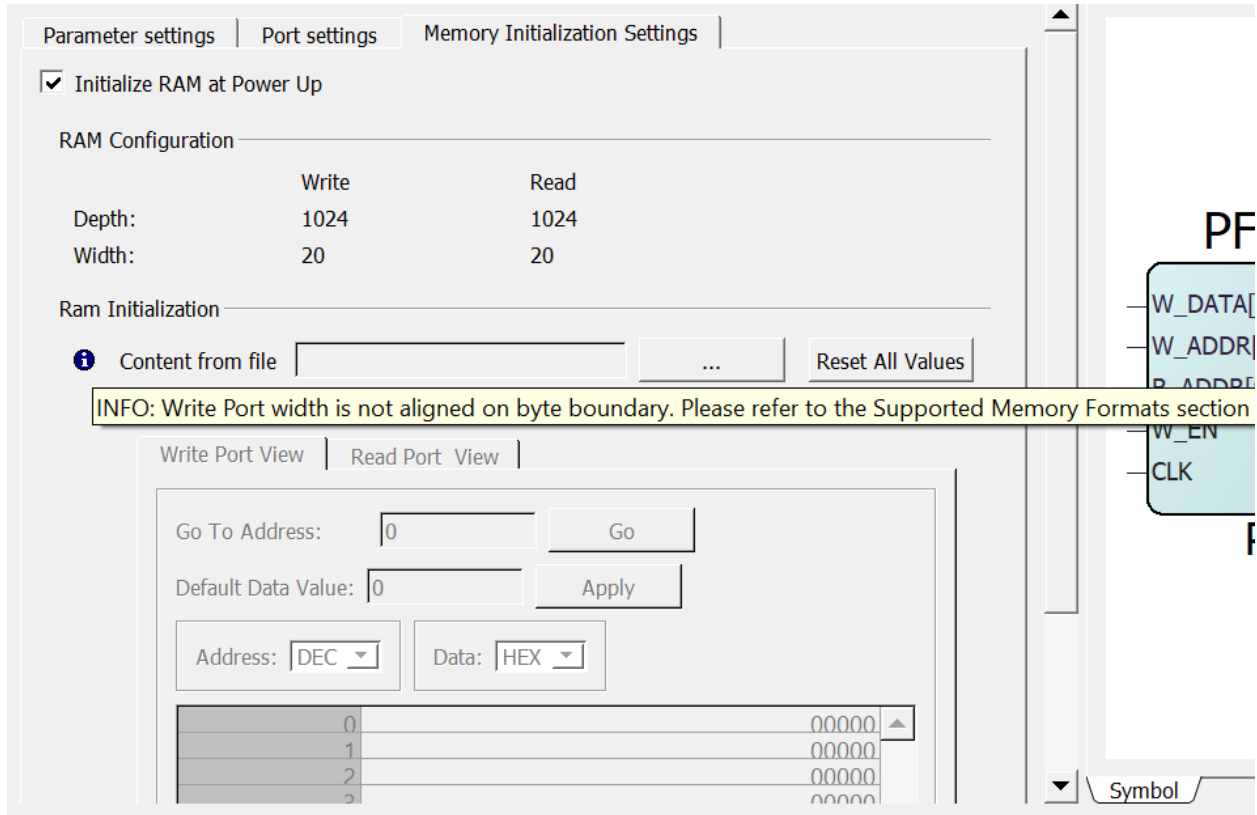 Parameter settings Port settings Memory Initialization Settings
Initialize RAM at Power Up
RAM Configuration
Write Read
Depth: 1024 1024
Width: 20 20
Ram Initialization
Content from file ... Reset All Values
INFO: Write Port width is not aligned on byte boundary. Please refer to the Supported Memory Formats section
Write Port View Read Port View
Go To Address: 0 Go
Default Data Value: 0 Apply
Address: DEC Data: HEX
0 00000
1 00000
2 00000
3 00000
PF
W_DATA[
W_ADDR[
W_EN
CLK
Symbol